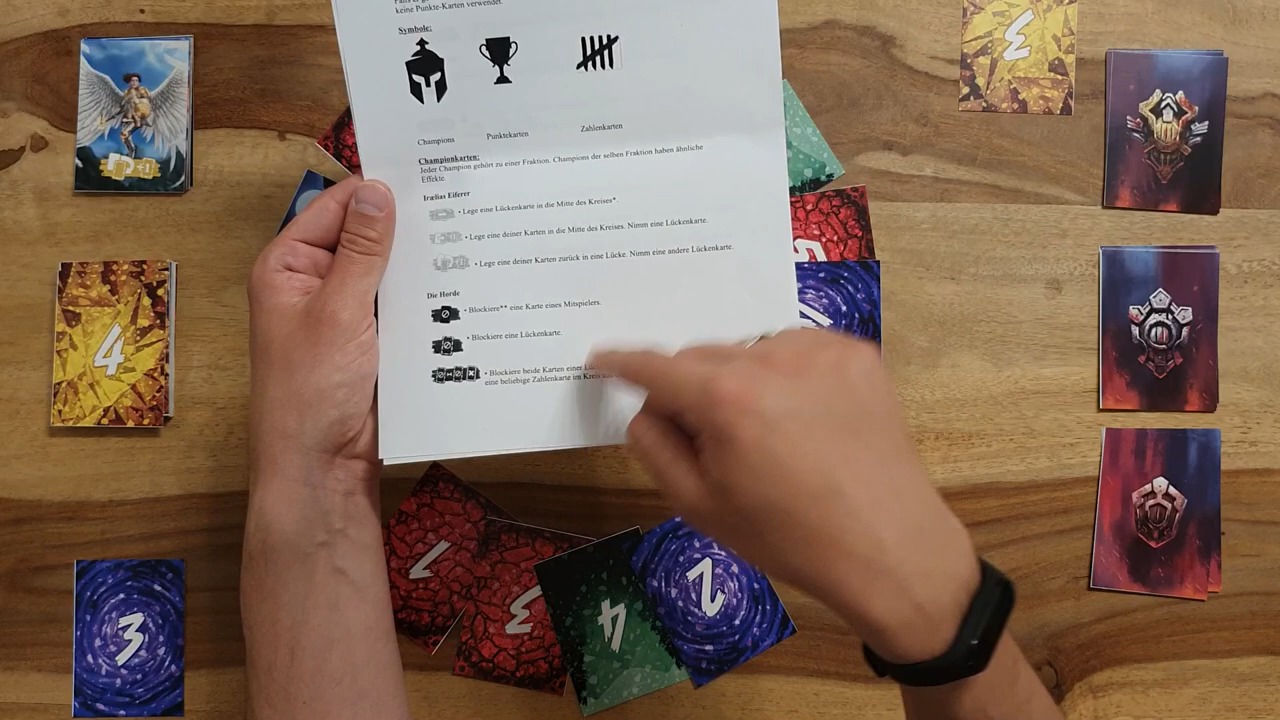 keine Punkte-Karten verwendet.
Symbole:
Champions Punktekarten Zahlenkarten
Championkarten:
Jeder Champion gehört zu einer Fraktion. Champions der selben Fraktion haben ähnliche
Effekte.
Iraelias Eiferer
• Lege eine Lückenkarte in die Mitte des Kreises*.
• Lege eine deiner Karten in die Mitte des Kreises. Nimm eine Lückenkarte.
• Lege eine deiner Karten zurück in eine Lücke. Nimm eine andere Lückenkarte.
Die Horde
• Blockiere** eine Karte eines Mitspielers.
• Blockiere eine Lückenkarte.
• Blockiere beide Karten einer
eine beliebige Zahlenkarte im
3
4
3
1
3
4
2